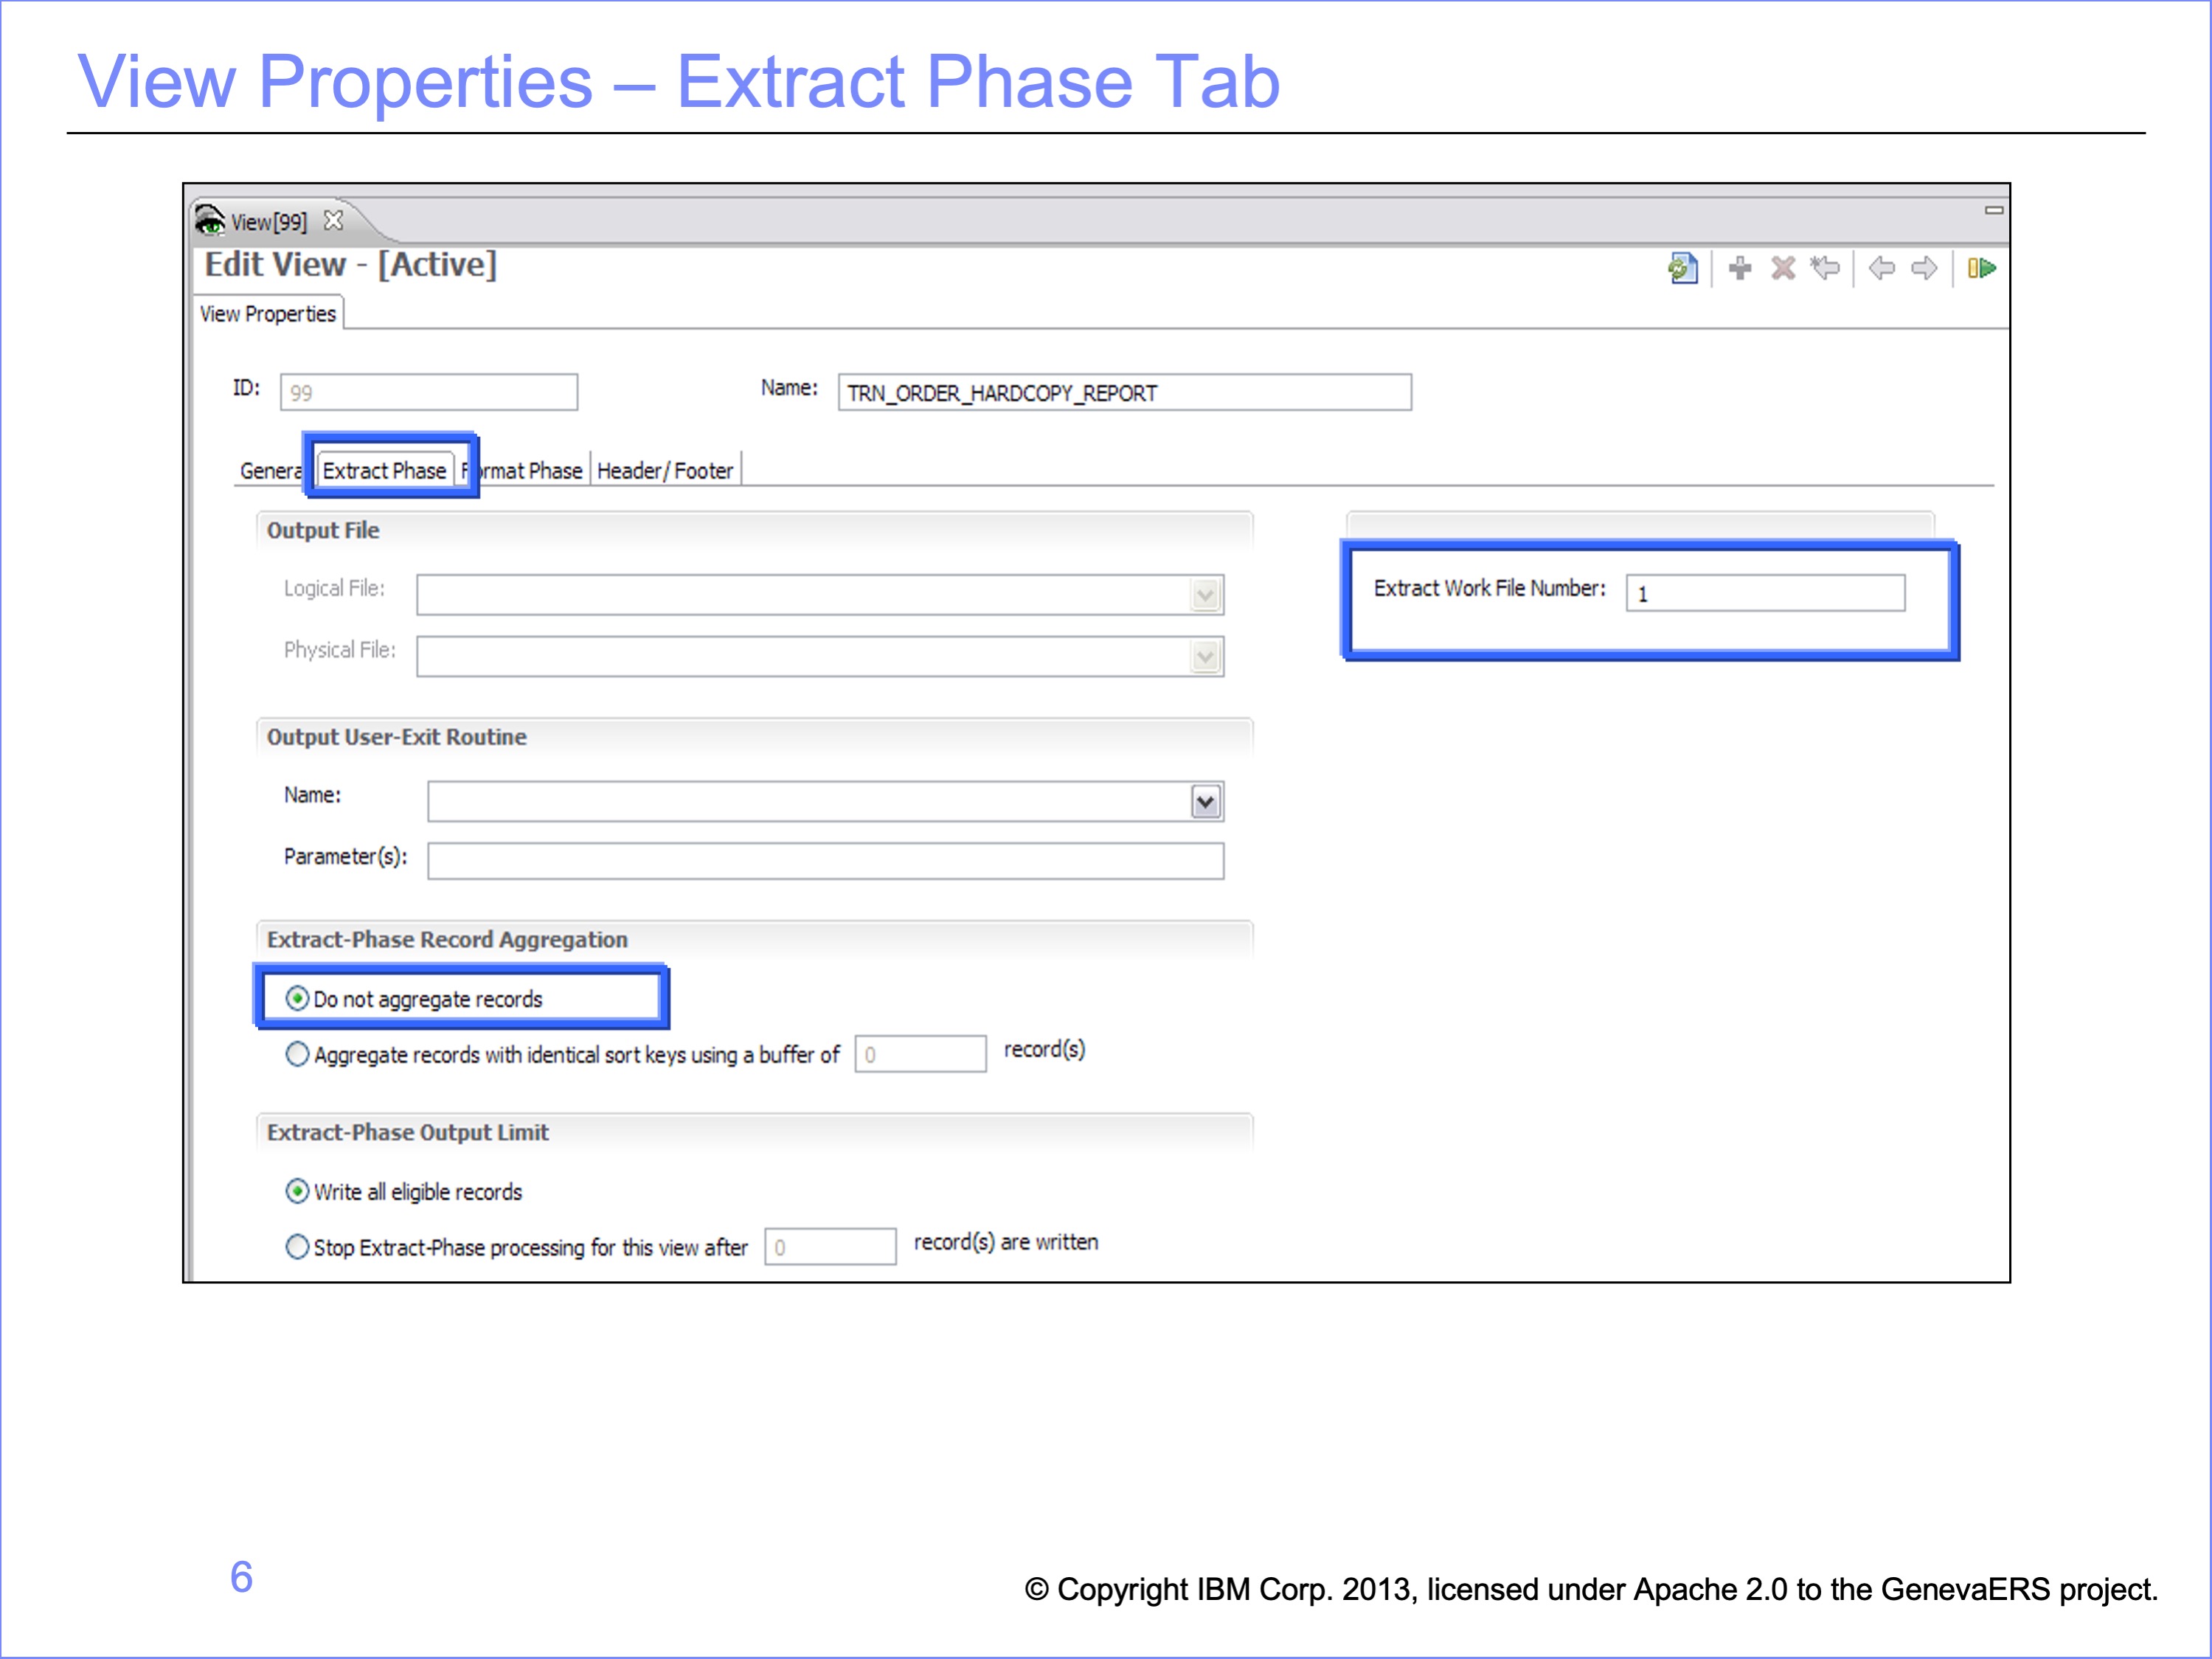 View Properties – Extract Phase Tab
View[99]
Edit View - [Active]
View Properties
ID: 99 Name: TRN_ORDER_HARDCOPY_REPORT
Genera Extract Phase F rmat Phase Header/Footer
Output File
Logical File:
Extract Work File Number: 1
Physical File:
Output User-Exit Routine
Name:
Parameter(s):
Extract-Phase Record Aggregation
Do not aggregate records
Aggregate records with identical sort keys using a buffer of 0 record(s)
Extract-Phase Output Limit
Write all eligible records
Stop Extract-Phase processing for this view after 0 record(s) are written
6
© Copyright IBM Corp. 2013, licensed under Apache 2.0 to the GenevaERS project.